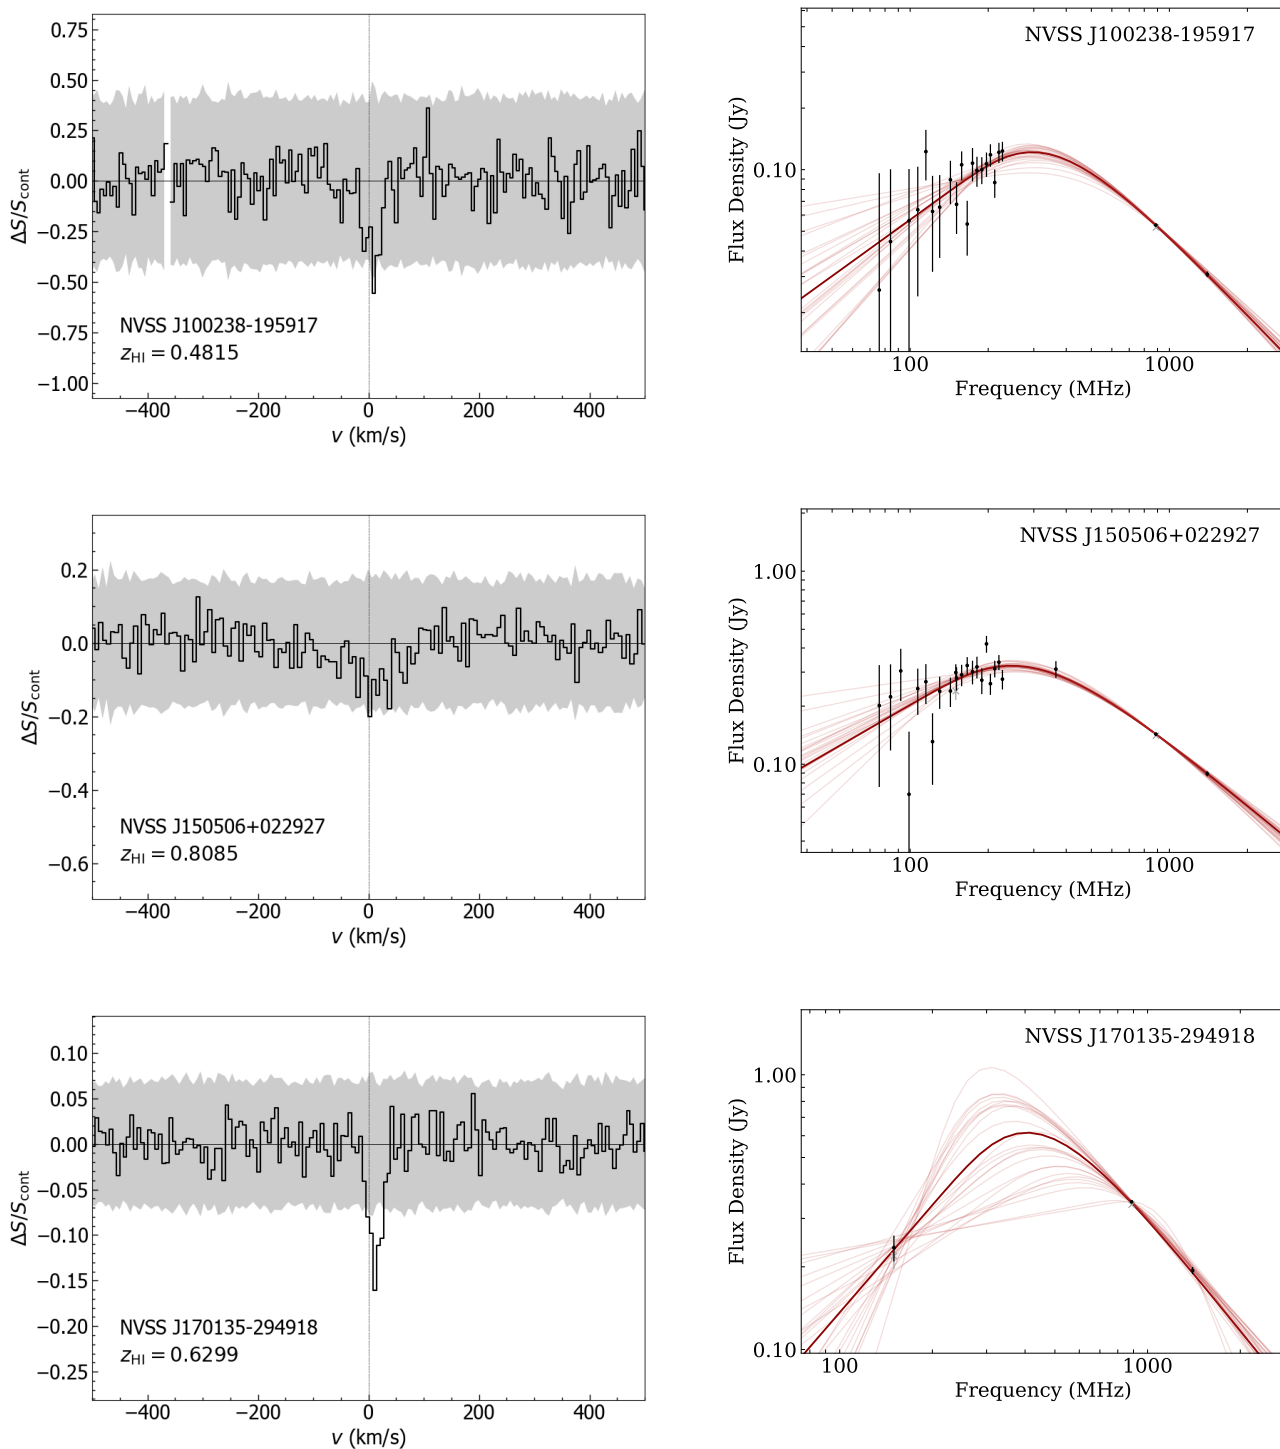 0.75
0.50
0.25
0.00
−0.25
−0.50
−0.75
−1.00
ΔS/S_cont
NVSS J100238-195917
z_HI = 0.4815
−400 −200 0 200 400
v (km/s)
NVSS J100238-195917
0.10
Flux Density (Jy)
100 1000
Frequency (MHz)
0.2
0.0
−0.2
−0.4
−0.6
ΔS/S_cont
NVSS J150506+022927
z_HI = 0.8085
−400 −200 0 200 400
v (km/s)
NVSS J150506+022927
1.00
0.10
Flux Density (Jy)
100 1000
Frequency (MHz)
0.10
0.05
0.00
−0.05
−0.10
−0.15
−0.20
−0.25
ΔS/S_cont
NVSS J170135-294918
z_HI = 0.6299
−400 −200 0 200 400
v (km/s)
NVSS J170135-294918
1.00
0.10
Flux Density (Jy)
100 1000
Frequency (MHz)